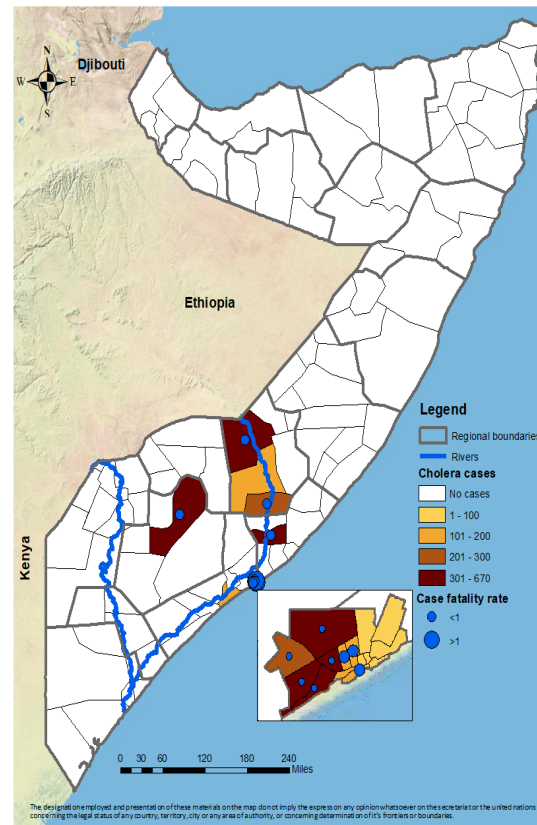 N
W E
S
Djibouti
Ethiopia
Kenya
Legend
Regional boundaries
Rivers
Cholera cases
No cases
1 - 100
101 - 200
201 - 300
301 - 670
Case fatality rate
<1
>1
0 30 60 120 180 240
Miles
The designation employed and presentation of these materials on the map do not imply the express on any opinion whatsoever on the secretariat or the united nations
concerning the legal status of any country, territory, city or any area of authority, or concerning determination of it's frontiers or boundaries.